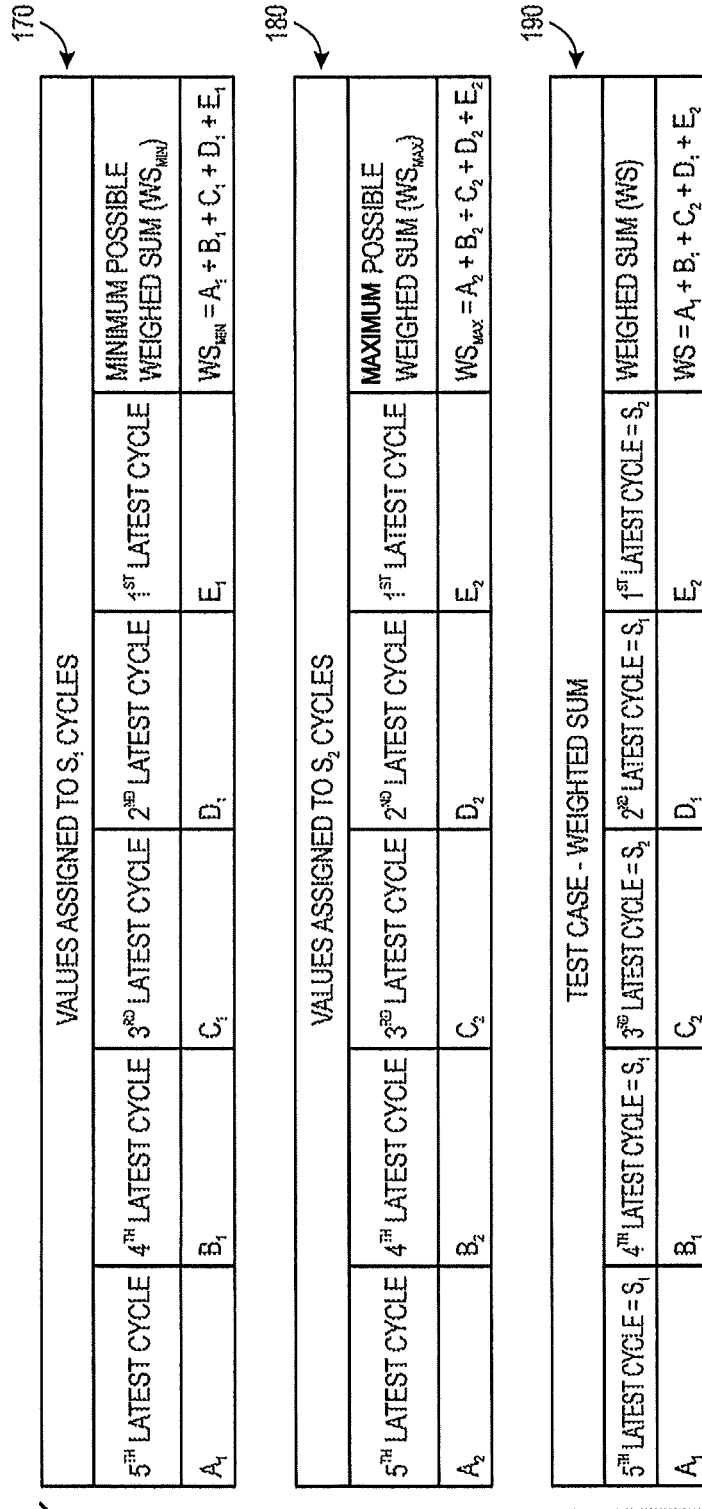 170
VALUES ASSIGNED TO S₁ CYCLES
5TH LATEST CYCLE 4TH LATEST CYCLE 3RD LATEST CYCLE 2ND LATEST CYCLE 1ST LATEST CYCLE MINIMUM POSSIBLE WEIGHED SUM (WS_MIN)
A₁ B₁ C₁ D₁ E₁ WS_MIN = A₁ + B₁ + C₁ + D₁ + E₁
180
VALUES ASSIGNED TO S₂ CYCLES
5TH LATEST CYCLE 4TH LATEST CYCLE 3RD LATEST CYCLE 2ND LATEST CYCLE 1ST LATEST CYCLE MAXIMUM POSSIBLE WEIGHED SUM (WS_MAX)
A₂ B₂ C₂ D₂ E₂ WS_MAX = A₂ + B₂ + C₂ + D₂ + E₂
190
TEST CASE - WEIGHTED SUM
5TH LATEST CYCLE = S₁ 4TH LATEST CYCLE = S₁ 3RD LATEST CYCLE = S₂ 2ND LATEST CYCLE = S₁ 1ST LATEST CYCLE = S₂ WEIGHED SUM (WS)
A₁ B₁ C₂ D₁ E₂ WS = A₁ + B₁ + C₂ + D₁ + E₂